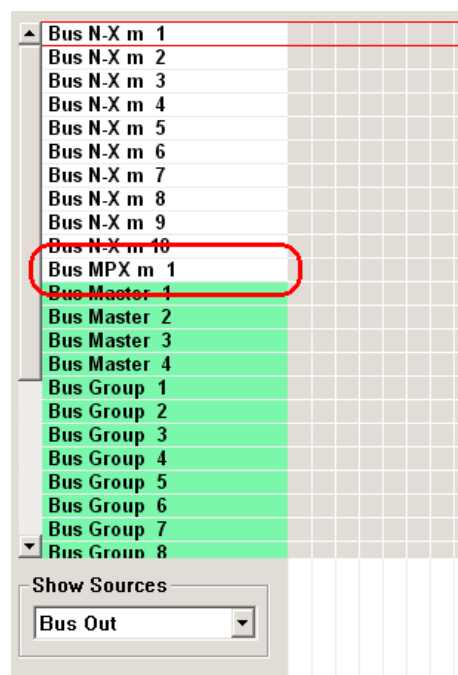 Bus N-X m 1
Bus N-X m 2
Bus N-X m 3
Bus N-X m 4
Bus N-X m 5
Bus N-X m 6
Bus N-X m 7
Bus N-X m 8
Bus N-X m 9
Bus N-X m 10
Bus MPX m 1
Bus Master 1
Bus Master 2
Bus Master 3
Bus Master 4
Bus Group 1
Bus Group 2
Bus Group 3
Bus Group 4
Bus Group 5
Bus Group 6
Bus Group 7
Bus Group 8
Show Sources
Bus Out